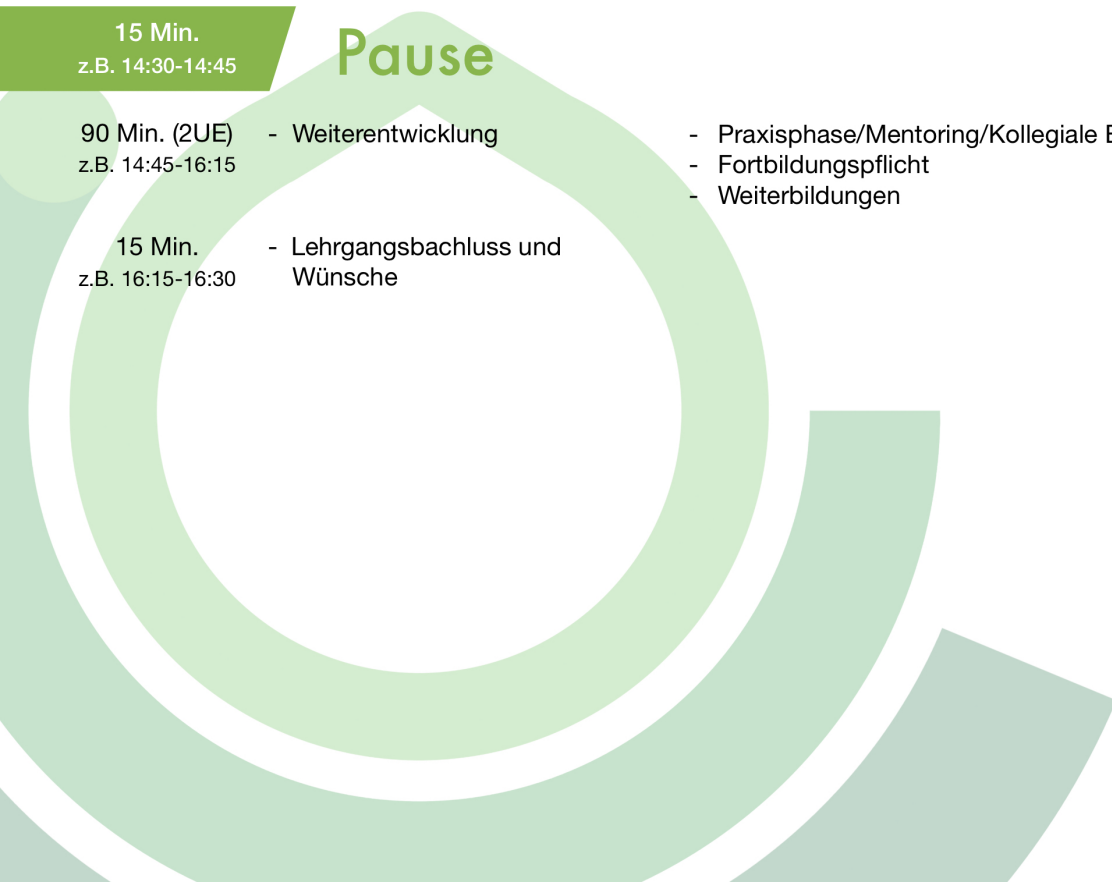 15 Min.
z.B. 14:30-14:45
Pause
90 Min. (2UE)
z.B. 14:45-16:15
- Weiterentwicklung
- Praxisphase/Mentoring/Kollegiale
- Fortbildungspflicht
- Weiterbildungen
15 Min.
z.B. 16:15-16:30
- Lehrgangsbachluss und
Wünsche